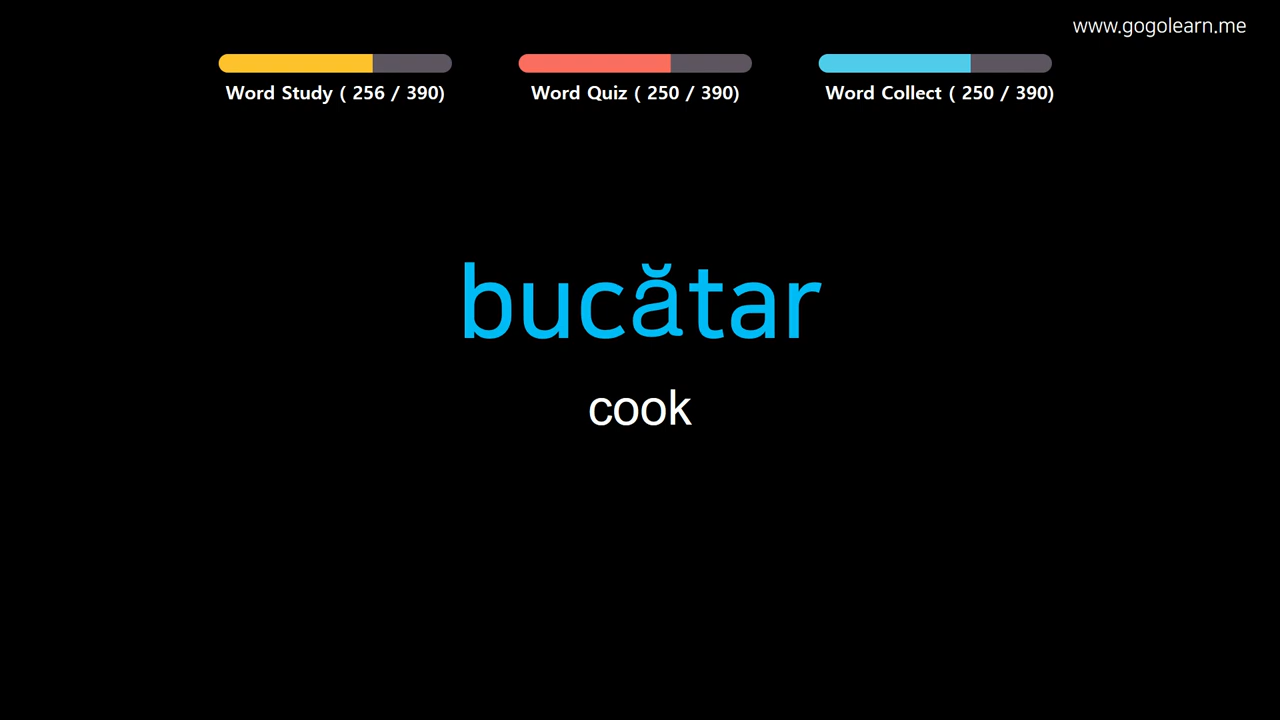 www.gogolearn.me
Word Study ( 256 / 390)
Word Quiz ( 250 / 390)
Word Collect ( 250 / 390)
bucătar
cook